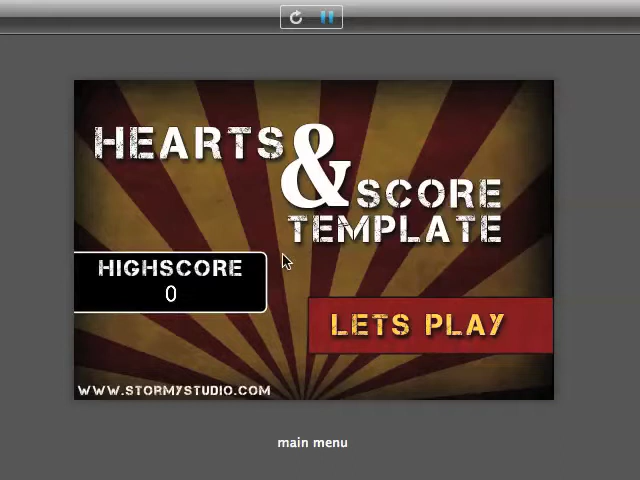 HEARTS
&
SCORE
TEMPLATE
HIGHSCORE
0
LETS PLAY
WWW.STORMYSTUDIO.COM
main menu